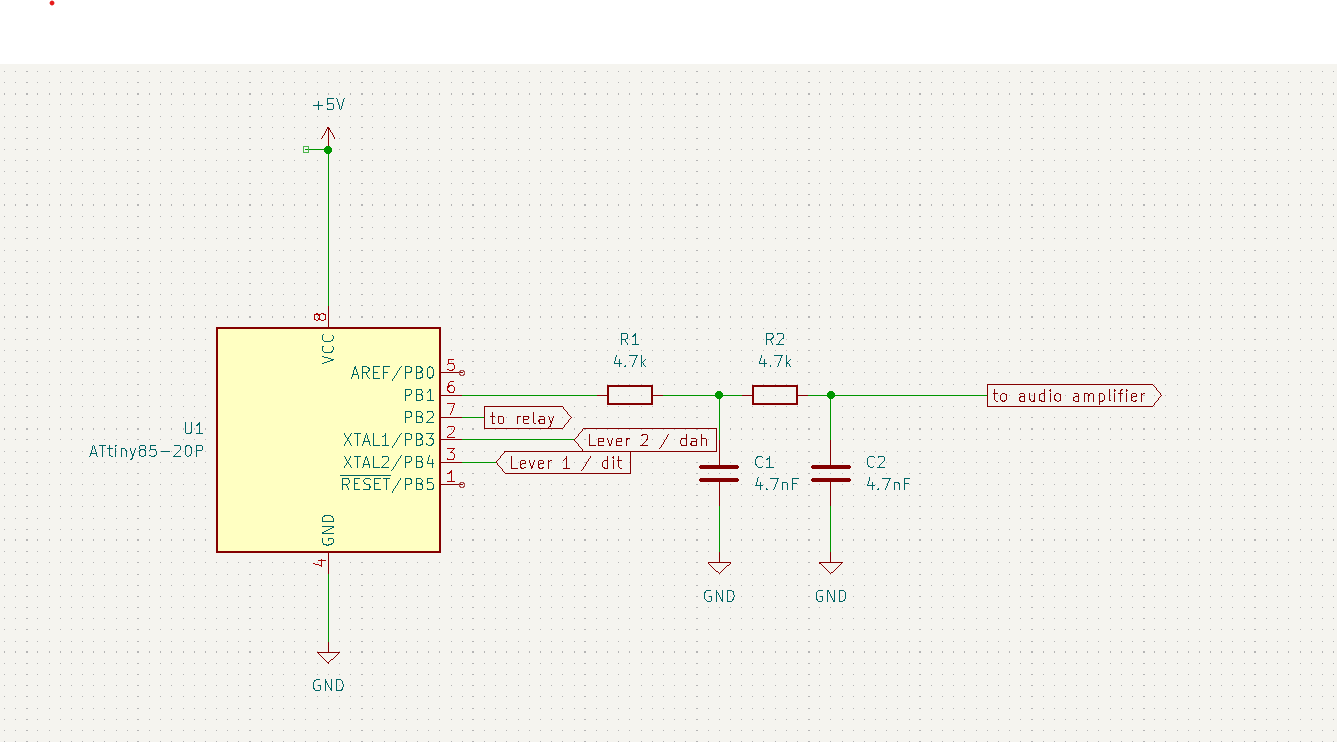 +5V
8
VCC
R1
R2
4.7k
4.7k
AREF/PB0
5
PB1
6
to audio amplifier
PB2
7
to relay
U1
ATtiny85-20P
XTAL1/PB3
2
Lever 2 / dah
XTAL2/PB4
3
Lever 1 / dit
C1
4.7nF
C2
4.7nF
RESET/PB5
1
GND
4
GND
GND
GND